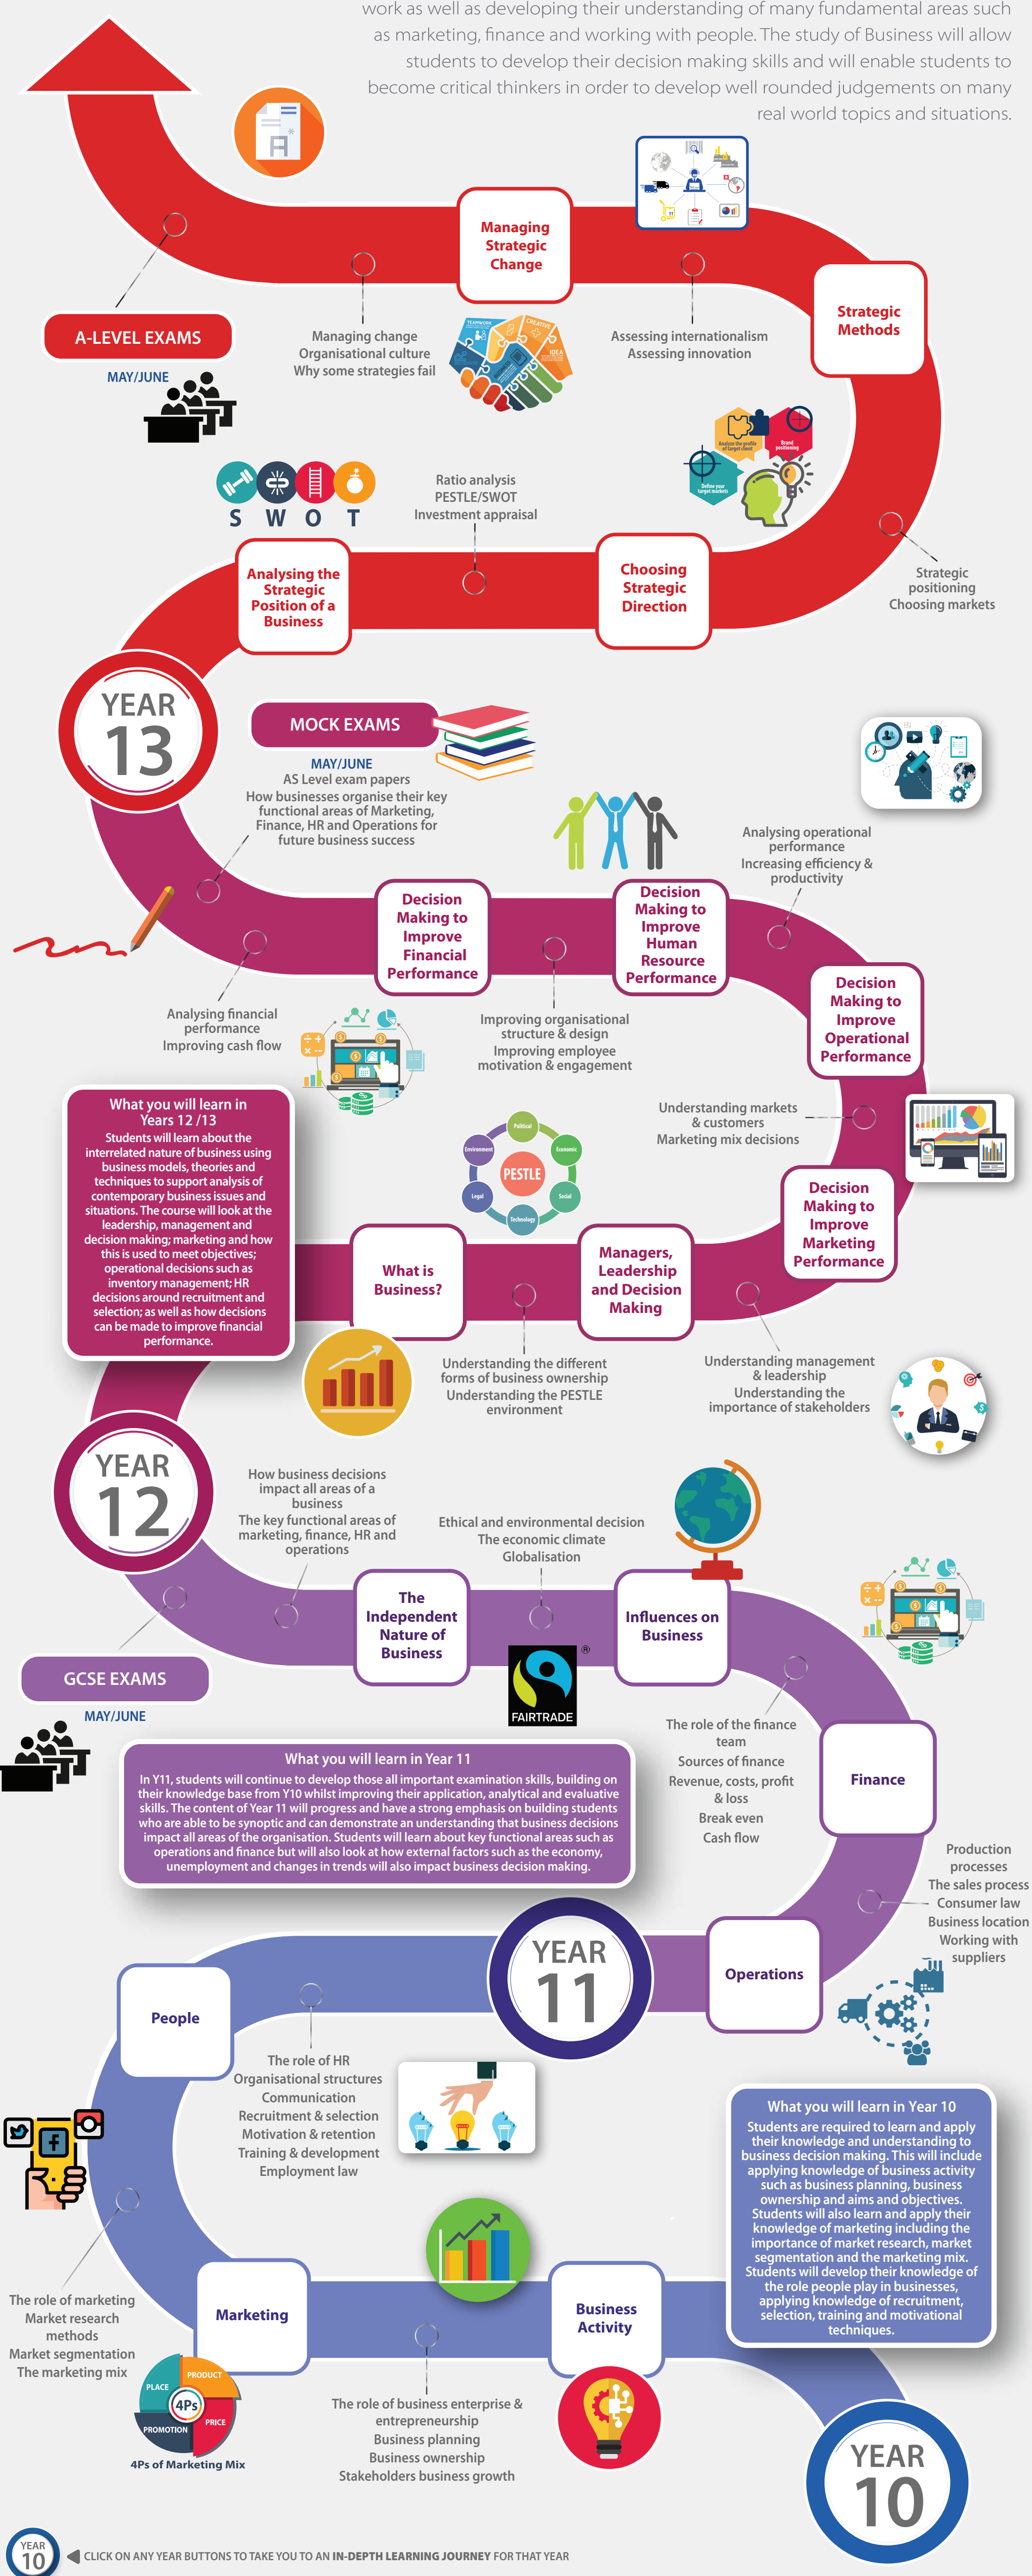 work as well as developing their understanding of many fundamental areas such
as marketing, finance and working with people. The study of Business will allow
students to develop their decision making skills and will enable students to
become critical thinkers in order to develop well rounded judgements on many
real world topics and situations.
Managing
Strategic
Change
Strategic
Methods
A-LEVEL EXAMS
MAY/JUNE
Managing change
Organisational culture
Why some strategies fail
TEAMWORK
CREATIVE
IDEA
BUSINESS
Assessing internationalism
Assessing innovation
Analyse the profile
of target client
Brand
positioning
Define your
target markets
S W O T
Ratio analysis
PESTLE/SWOT
Investment appraisal
Strategic
positioning
Choosing markets
Analysing the
Strategic
Position of a
Business
Choosing
Strategic
Direction
YEAR
13
MOCK EXAMS
MAY/JUNE
AS Level exam papers
How businesses organise their key
functional areas of Marketing,
Finance, HR and Operations for
future business success
Analysing operational
performance
Increasing efficiency &
productivity
Decision
Making to
Improve
Financial
Performance
Decision
Making to
Improve
Human
Resource
Performance
Decision
Making to
Improve
Operational
Performance
Analysing financial
performance
Improving cash flow
Improving organisational
structure & design
Improving employee
motivation & engagement
What you will learn in
Years 12 /13
Students will learn about the
interrelated nature of business using
business models, theories and
techniques to support analysis of
contemporary business issues and
situations. The course will look at the
leadership, management and
decision making; marketing and how
this is used to meet objectives;
operational decisions such as
inventory management; HR
decisions around recruitment and
selection; as well as how decisions
can be made to improve financial
performance.
Understanding markets
& customers
Marketing mix decisions
Political
Environment
Economic
PESTLE
Legal
Social
Technology
Decision
Making to
Improve
Marketing
Performance
What is
Business?
Managers,
Leadership
and Decision
Making
Understanding the different
forms of business ownership
Understanding the PESTLE
environment
Understanding management
& leadership
Understanding the
importance of stakeholders
YEAR
12
How business decisions
impact all areas of a
business
The key functional areas of
marketing, finance, HR and
operations
Ethical and environmental decision
The economic climate
Globalisation
The
Independent
Nature of
Business
Influences on
Business
GCSE EXAMS
MAY/JUNE
FAIRTRADE
®
The role of the finance
team
Sources of finance
Revenue, costs, profit
& loss
Break even
Cash flow
Finance
What you will learn in Year 11
In Y11, students will continue to develop those all important examination skills, building on
their knowledge base from Y10 whilst improving their application, analytical and evaluative
skills. The content of Year 11 will progress and have a strong emphasis on building students
who are able to be synoptic and can demonstrate an understanding that business decisions
impact all areas of the organisation. Students will learn about key functional areas such as
operations and finance but will also look at how external factors such as the economy,
unemployment and changes in trends will also impact business decision making.
Production
processes
The sales process
Consumer law
Business location
Working with
suppliers
YEAR
11
Operations
People
The role of HR
Organisational structures
Communication
Recruitment & selection
Motivation & retention
Training & development
Employment law
What you will learn in Year 10
Students are required to learn and apply
their knowledge and understanding to
business decision making. This will include
applying knowledge of business activity
such as business planning, business
ownership and aims and objectives.
Students will also learn and apply their
knowledge of marketing including the
importance of market research, market
segmentation and the marketing mix.
Students will develop their knowledge of
the role people play in businesses,
applying knowledge of recruitment,
selection, training and motivational
techniques.
The role of marketing
Market research
methods
Market segmentation
The marketing mix
Marketing
Business
Activity
PLACE
PRODUCT
4Ps
PROMOTION
PRICE
4Ps of Marketing Mix
The role of business enterprise &
entrepreneurship
Business planning
Business ownership
Stakeholders business growth
YEAR
10
YEAR
10
CLICK ON ANY YEAR BUTTONS TO TAKE YOU TO AN IN-DEPTH LEARNING JOURNEY FOR THAT YEAR